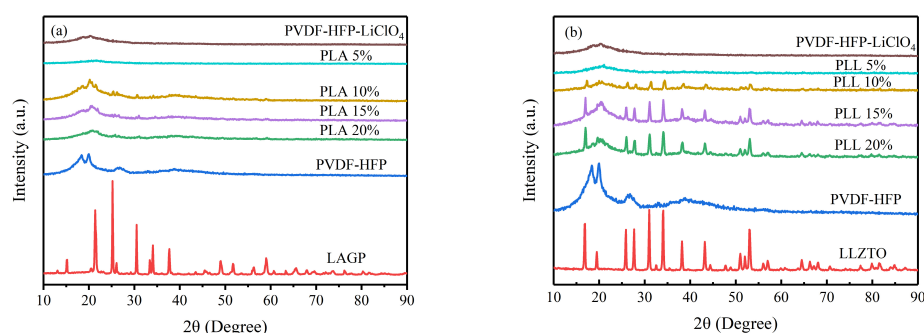 (a)
PVDF-HFP-LiClO₄
PLA 5%
PLA 10%
PLA 15%
PLA 20%
PVDF-HFP
LAGP
Intensity (a.u.)
10 20 30 40 50 60 70 80 90
2θ (Degree)
(b)
PVDF-HFP-LiClO₄
PLL 5%
PLL 10%
PLL 15%
PLL 20%
PVDF-HFP
LLZTO
Intensity (a.u.)
10 20 30 40 50 60 70 80 90
2θ (Degree)